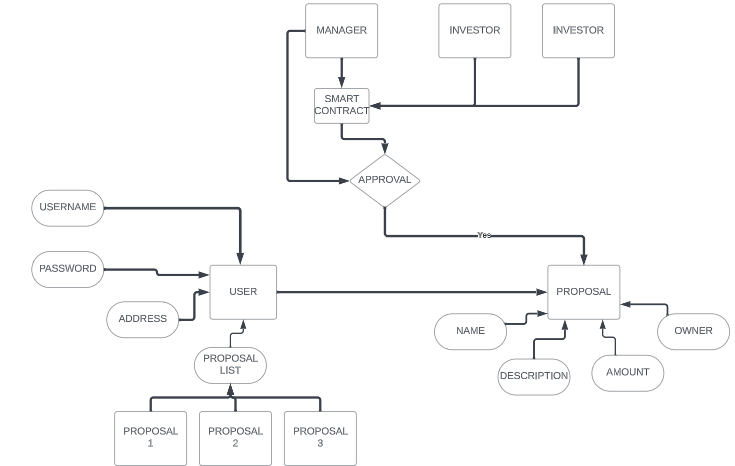 MANAGER
INVESTOR
INVESTOR
SMART
CONTRACT
APPROVAL
USERNAME
Yes
PASSWORD
USER
PROPOSAL
ADDRESS
NAME
OWNER
PROPOSAL
LIST
DESCRIPTION
AMOUNT
PROPOSAL
1
PROPOSAL
2
PROPOSAL
3